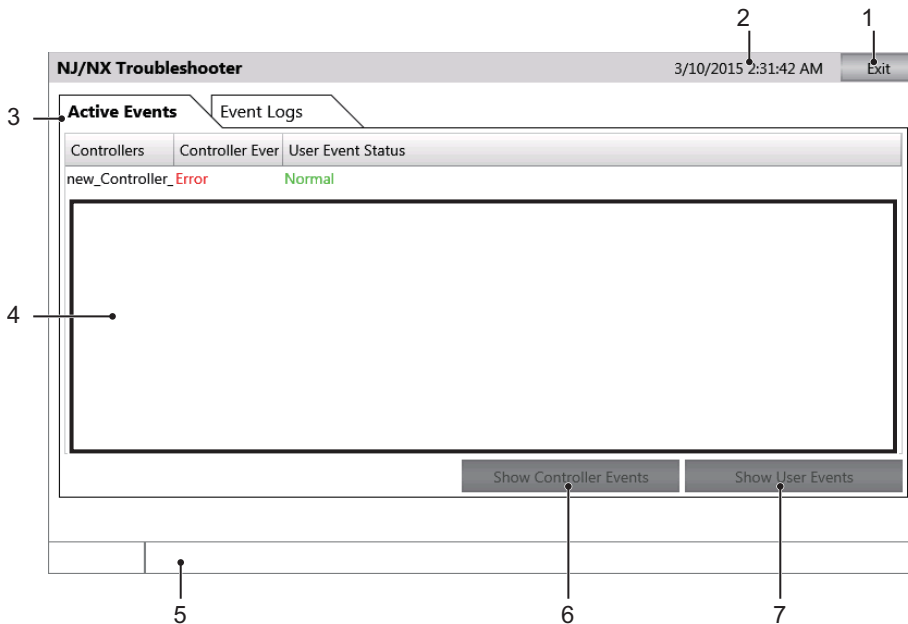 2 1
NJ/NX Troubleshooter 3/10/2015 2:31:42 AM Exit
3 Active Events Event Logs
Controllers Controller Ever User Event Status
new_Controller_ Error Normal
4
Show Controller Events Show User Events
5 6 7